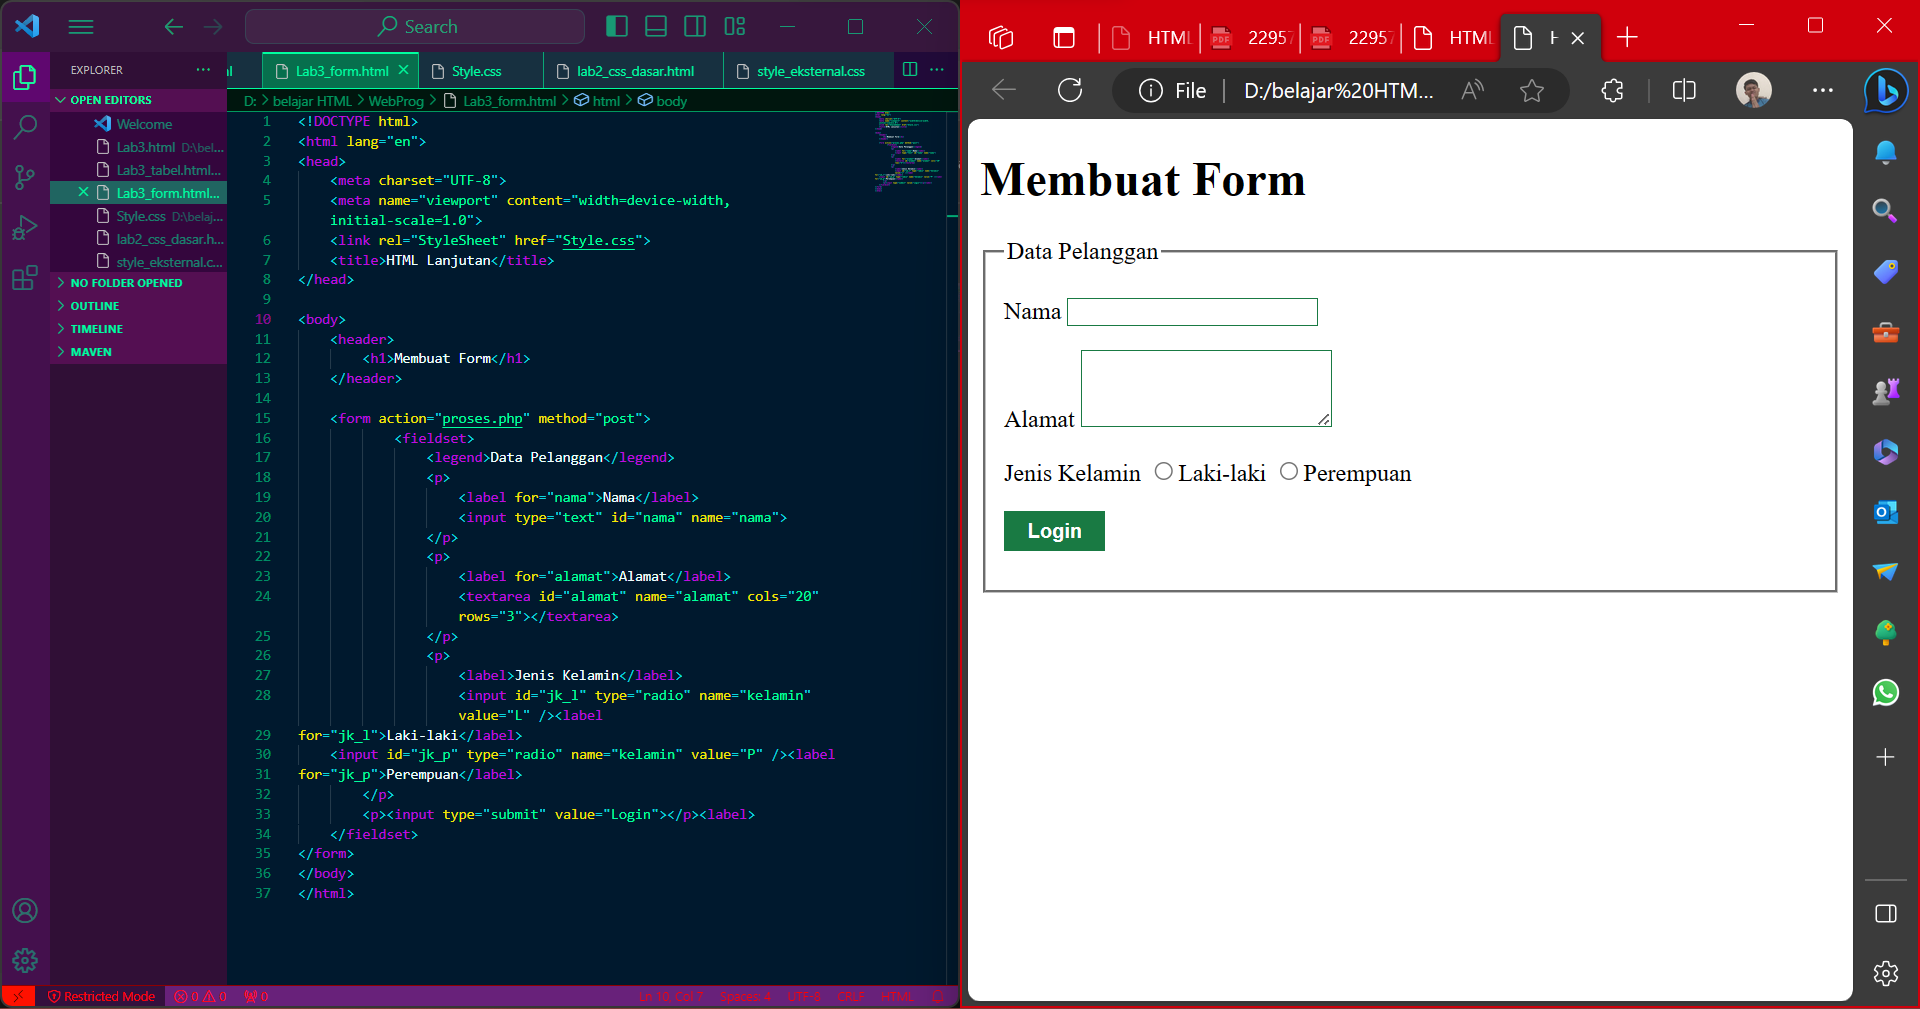 Search
EXPLORER
OPEN EDITORS
Welcome
Lab3.html D:\bel...
Lab3_tabel.html...
Lab3_form.html...
Style.css D:\belaj...
lab2_css_dasar.h...
style_eksternal.c...
NO FOLDER OPENED
OUTLINE
TIMELINE
MAVEN
Lab3_form.html
Style.css
lab2_css_dasar.html
style_eksternal.css
D: > belajar HTML > WebProg > Lab3_form.html > html > body
1 <!DOCTYPE html>
2 <html lang="en">
3 <head>
4 <meta charset="UTF-8">
5 <meta name="viewport" content="width=device-width,
initial-scale=1.0">
6 <link rel="StyleSheet" href="Style.css">
7 <title>HTML Lanjutan</title>
8 </head>
9
10 <body>
11 <header>
12 <h1>Membuat Form</h1>
13 </header>
14
15 <form action="proses.php" method="post">
16 <fieldset>
17 <legend>Data Pelanggan</legend>
18 <p>
19 <label for="nama">Nama</label>
20 <input type="text" id="nama" name="nama">
21 </p>
22 <p>
23 <label for="alamat">Alamat</label>
24 <textarea id="alamat" name="alamat" cols="20"
rows="3"></textarea>
25 </p>
26 <p>
27 <label>Jenis Kelamin</label>
28 <input id="jk_l" type="radio" name="kelamin"
value="L" /><label
29 for="jk_l">Laki-laki</label>
30 <input id="jk_p" type="radio" name="kelamin" value="P" /><label
31 for="jk_p">Perempuan</label>
32 </p>
33 <p><input type="submit" value="Login"></p><label>
34 </fieldset>
35 </form>
36 </body>
37 </html>
Restricted Mode 0 0 0
Ln 10, Col 7 Spaces: 4 UTF-8 CRLF HTML
HTML
22957
22957
HTML
File D:/belajar%20HTM...
Membuat Form
Data Pelanggan
Nama
Alamat
Jenis Kelamin Laki-laki Perempuan
Login